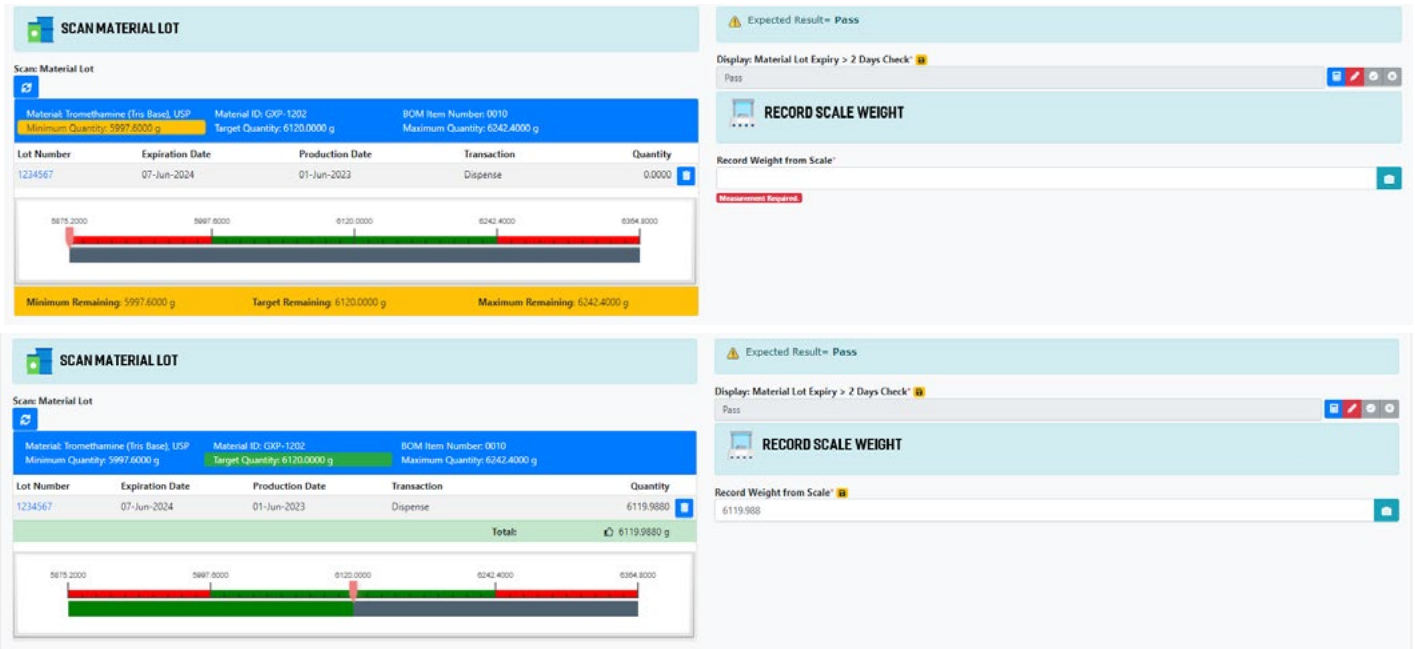 SCAN MATERIAL LOT
Scan: Material Lot
Material: Tromethamine (Tris Base), USP Material ID: GXP-1202 BOM Item Number: 0010
Minimum Quantity: 5997.6000 g Target Quantity: 6120.0000 g Maximum Quantity: 6242.4000 g
Lot Number Expiration Date Production Date Transaction Quantity
1234567 07-Jun-2024 01-Jun-2023 Dispense 0.0000
5875.2000 5997.6000 6120.0000 6242.4000 6364.8000
Minimum Remaining: 5997.6000 g Target Remaining: 6120.0000 g Maximum Remaining: 6242.4000 g
Expected Result= Pass
Display: Material Lot Expiry > 2 Days Check*
Pass
RECORD SCALE WEIGHT
Record Weight from Scale*
Measurement Required.
SCAN MATERIAL LOT
Scan: Material Lot
Material: Tromethamine (Tris Base), USP Material ID: GXP-1202 BOM Item Number: 0010
Minimum Quantity: 5997.6000 g Target Quantity: 6120.0000 g Maximum Quantity: 6242.4000 g
Lot Number Expiration Date Production Date Transaction Quantity
1234567 07-Jun-2024 01-Jun-2023 Dispense 6119.9880
Total: 6119.9880 g
5875.2000 5997.6000 6120.0000 6242.4000 6364.8000
Expected Result= Pass
Display: Material Lot Expiry > 2 Days Check*
Pass
RECORD SCALE WEIGHT
Record Weight from Scale*
6119.988